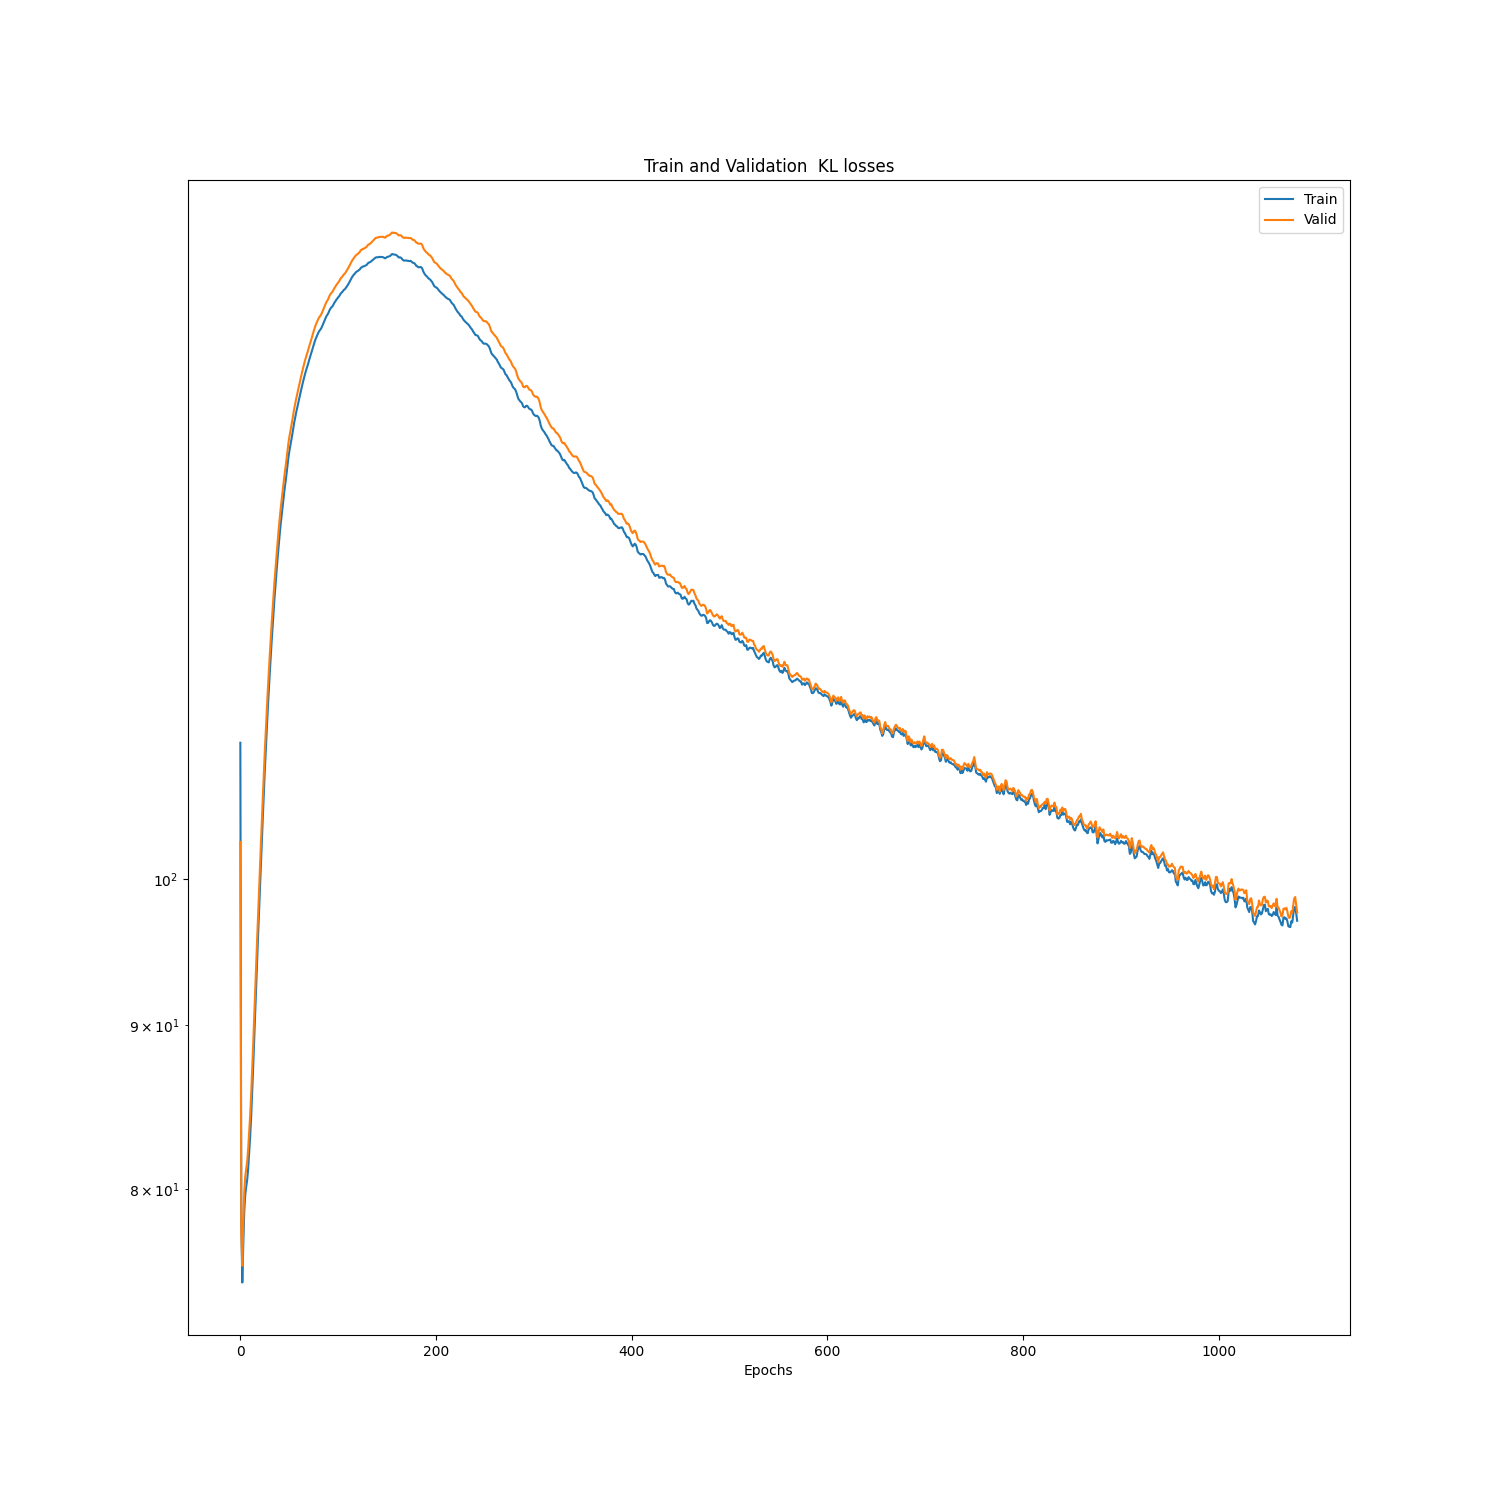 Train and Validation  KL losses
Train
Valid
10²
9 × 10¹
8 × 10¹
0 200 400 600 800 1000
Epochs